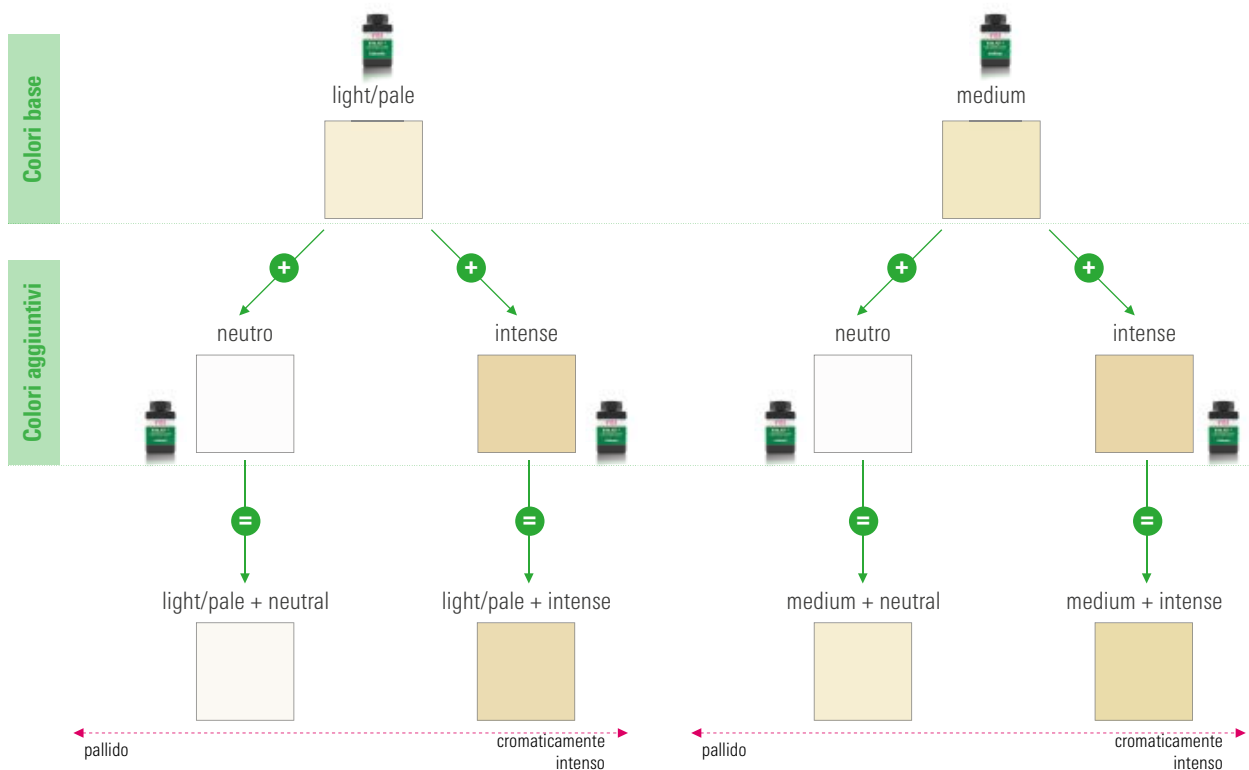 Colori base
light/pale
medium
Colori aggiuntivi
neutro
intense
neutro
intense
light/pale + neutral
light/pale + intense
medium + neutral
medium + intense
pallido
cromaticamente
intenso
pallido
cromaticamente
intenso